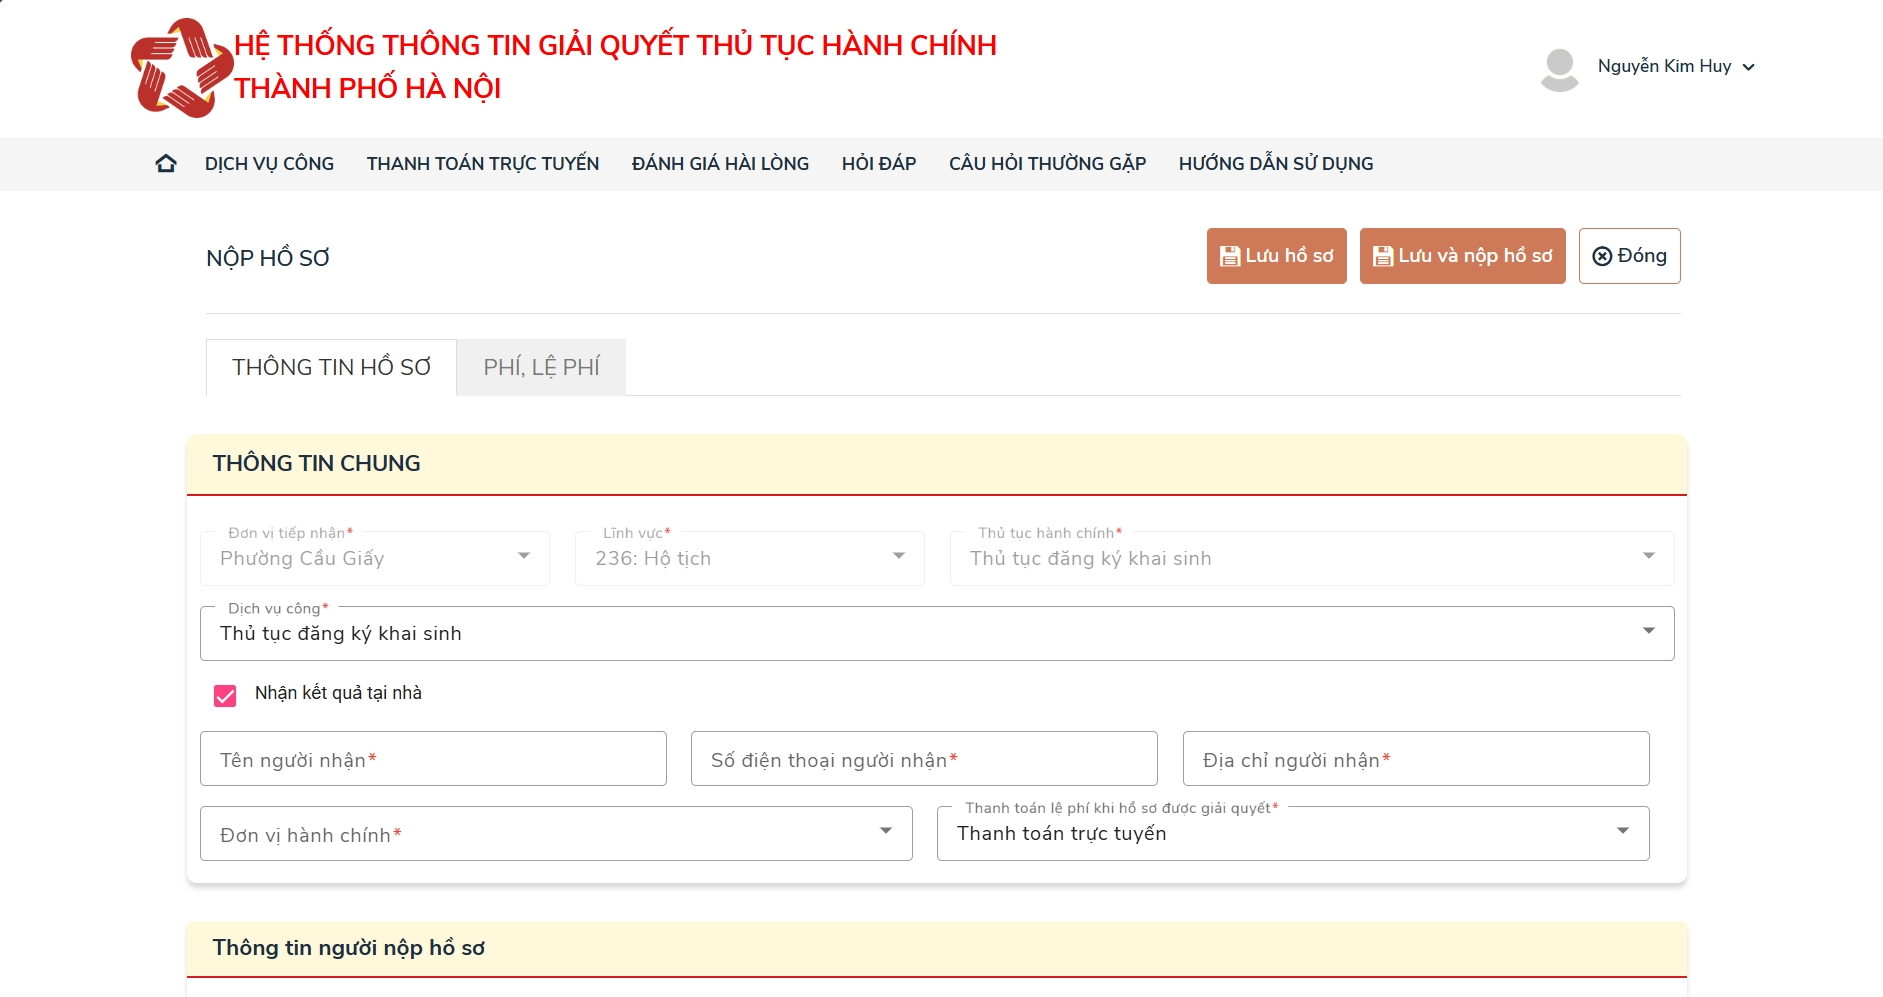 HỆ THỐNG THÔNG TIN GIẢI QUYẾT THỦ TỤC HÀNH CHÍNH
THÀNH PHỐ HÀ NỘI
Nguyễn Kim Huy
DỊCH VỤ CÔNG THANH TOÁN TRỰC TUYẾN ĐÁNH GIÁ HÀI LÒNG HỎI ĐÁP CÂU HỎI THƯỜNG GẶP HƯỚNG DẪN SỬ DỤNG
NỘP HỒ SƠ
Lưu hồ sơ Lưu và nộp hồ sơ Đóng
THÔNG TIN HỒ SƠ PHÍ, LỆ PHÍ
THÔNG TIN CHUNG
Đơn vị tiếp nhận* Lĩnh vực* Thủ tục hành chính*
Phường Cầu Giấy 236: Hộ tịch Thủ tục đăng ký khai sinh
Dịch vụ công*
Thủ tục đăng ký khai sinh
Nhận kết quả tại nhà
Tên người nhận* Số điện thoại người nhận* Địa chỉ người nhận*
Thanh toán lệ phí khi hồ sơ được giải quyết*
Đơn vị hành chính* Thanh toán trực tuyến
Thông tin người nộp hồ sơ